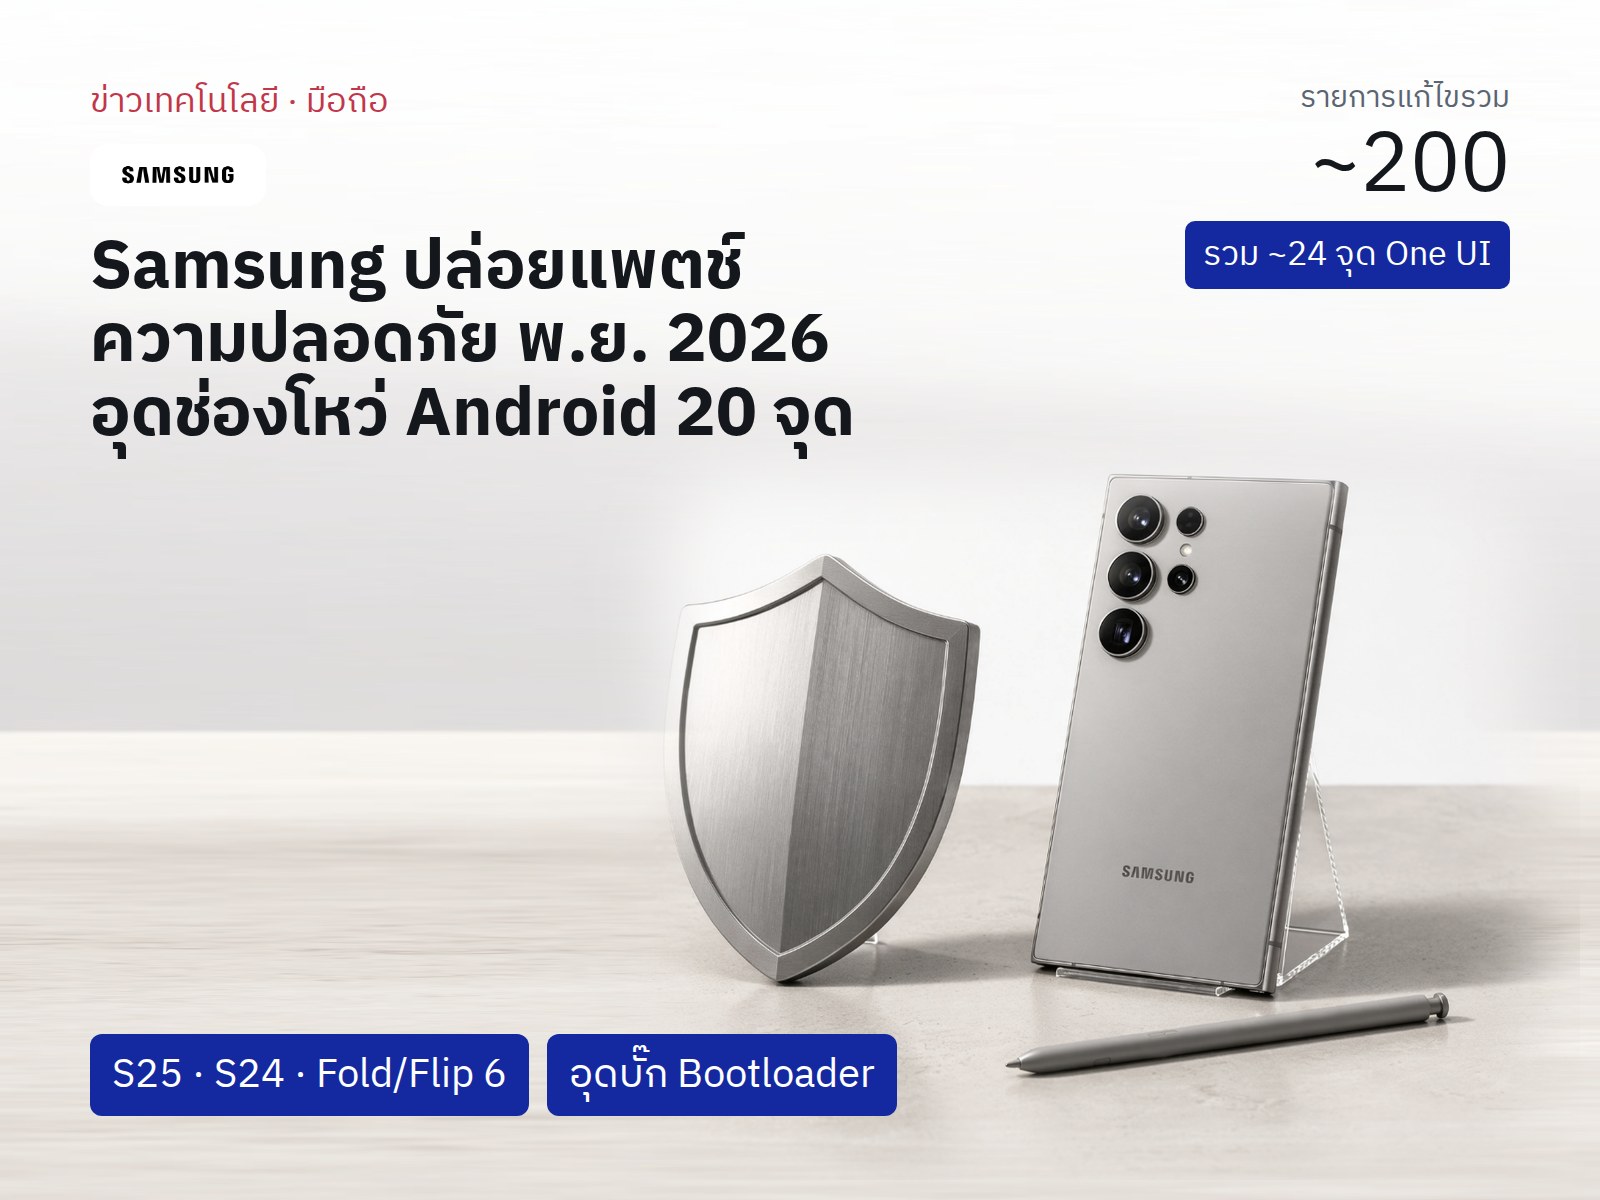 ข่าวเทคโนโลยี · มือถือ
SAMSUNG
Samsung ปล่อยแพตช์
ความปลอดภัย พ.ย. 2026
อุดช่องโหว่ Android 20 จุด
รายการแก้ไขรวม
~200
รวม ~24 จุด One UI
SAMSUNG
S25 · S24 · Fold/Flip 6
อุดบั๊ก Bootloader